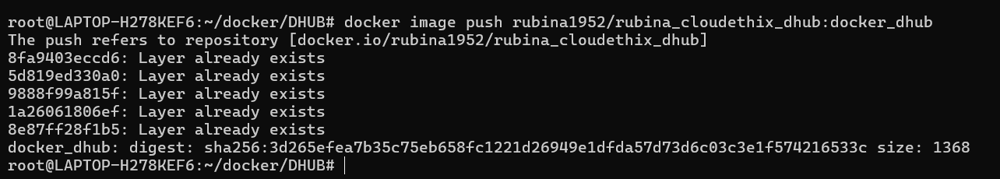 root@LAPTOP-H278KEF6:~/docker/DHUB# docker image push rubina1952/rubina_cloudethix_dhub:docker_dhub
The push refers to repository [docker.io/rubina1952/rubina_cloudethix_dhub]
8fa9403eccd6: Layer already exists
5d819ed330a0: Layer already exists
9888f99a815f: Layer already exists
1a26061806ef: Layer already exists
8e87ff28f1b5: Layer already exists
docker_dhub: digest: sha256:3d265efea7b35c75eb658fc1221d26949e1dfda57d73d6c03c3e1f574216533c size: 1368
root@LAPTOP-H278KEF6:~/docker/DHUB#